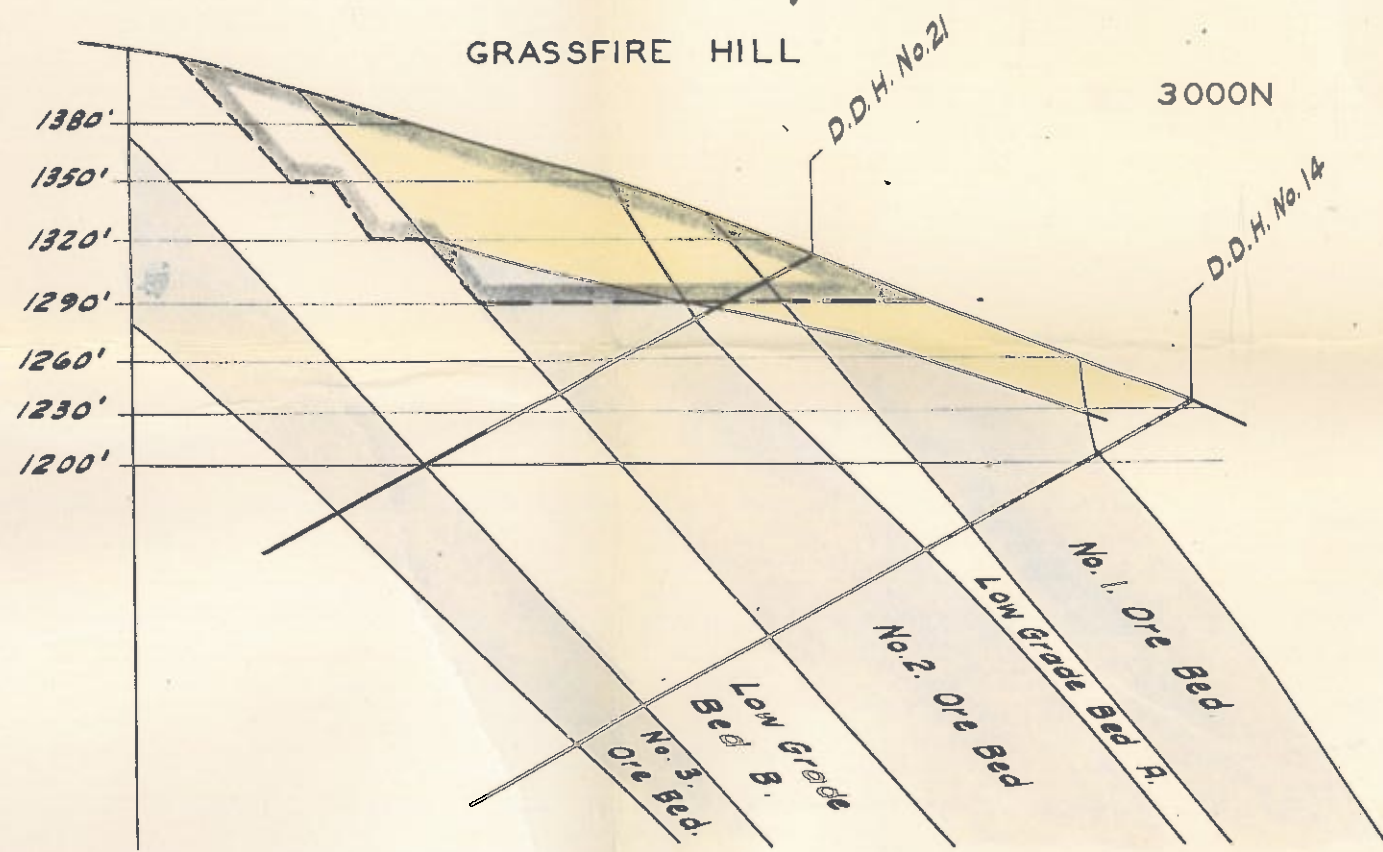 GRASSFIRE HILL
D.D.H. No.21
3000N
D.D.H. No.14
1380'
1350'
1320'
1290'
1260'
1230'
1200'
No. 1. Ore Bed
Low Grade Bed A.
No.2. Ore Bed
Low Grade
Bed B.
No. 3.
Ore Bed.